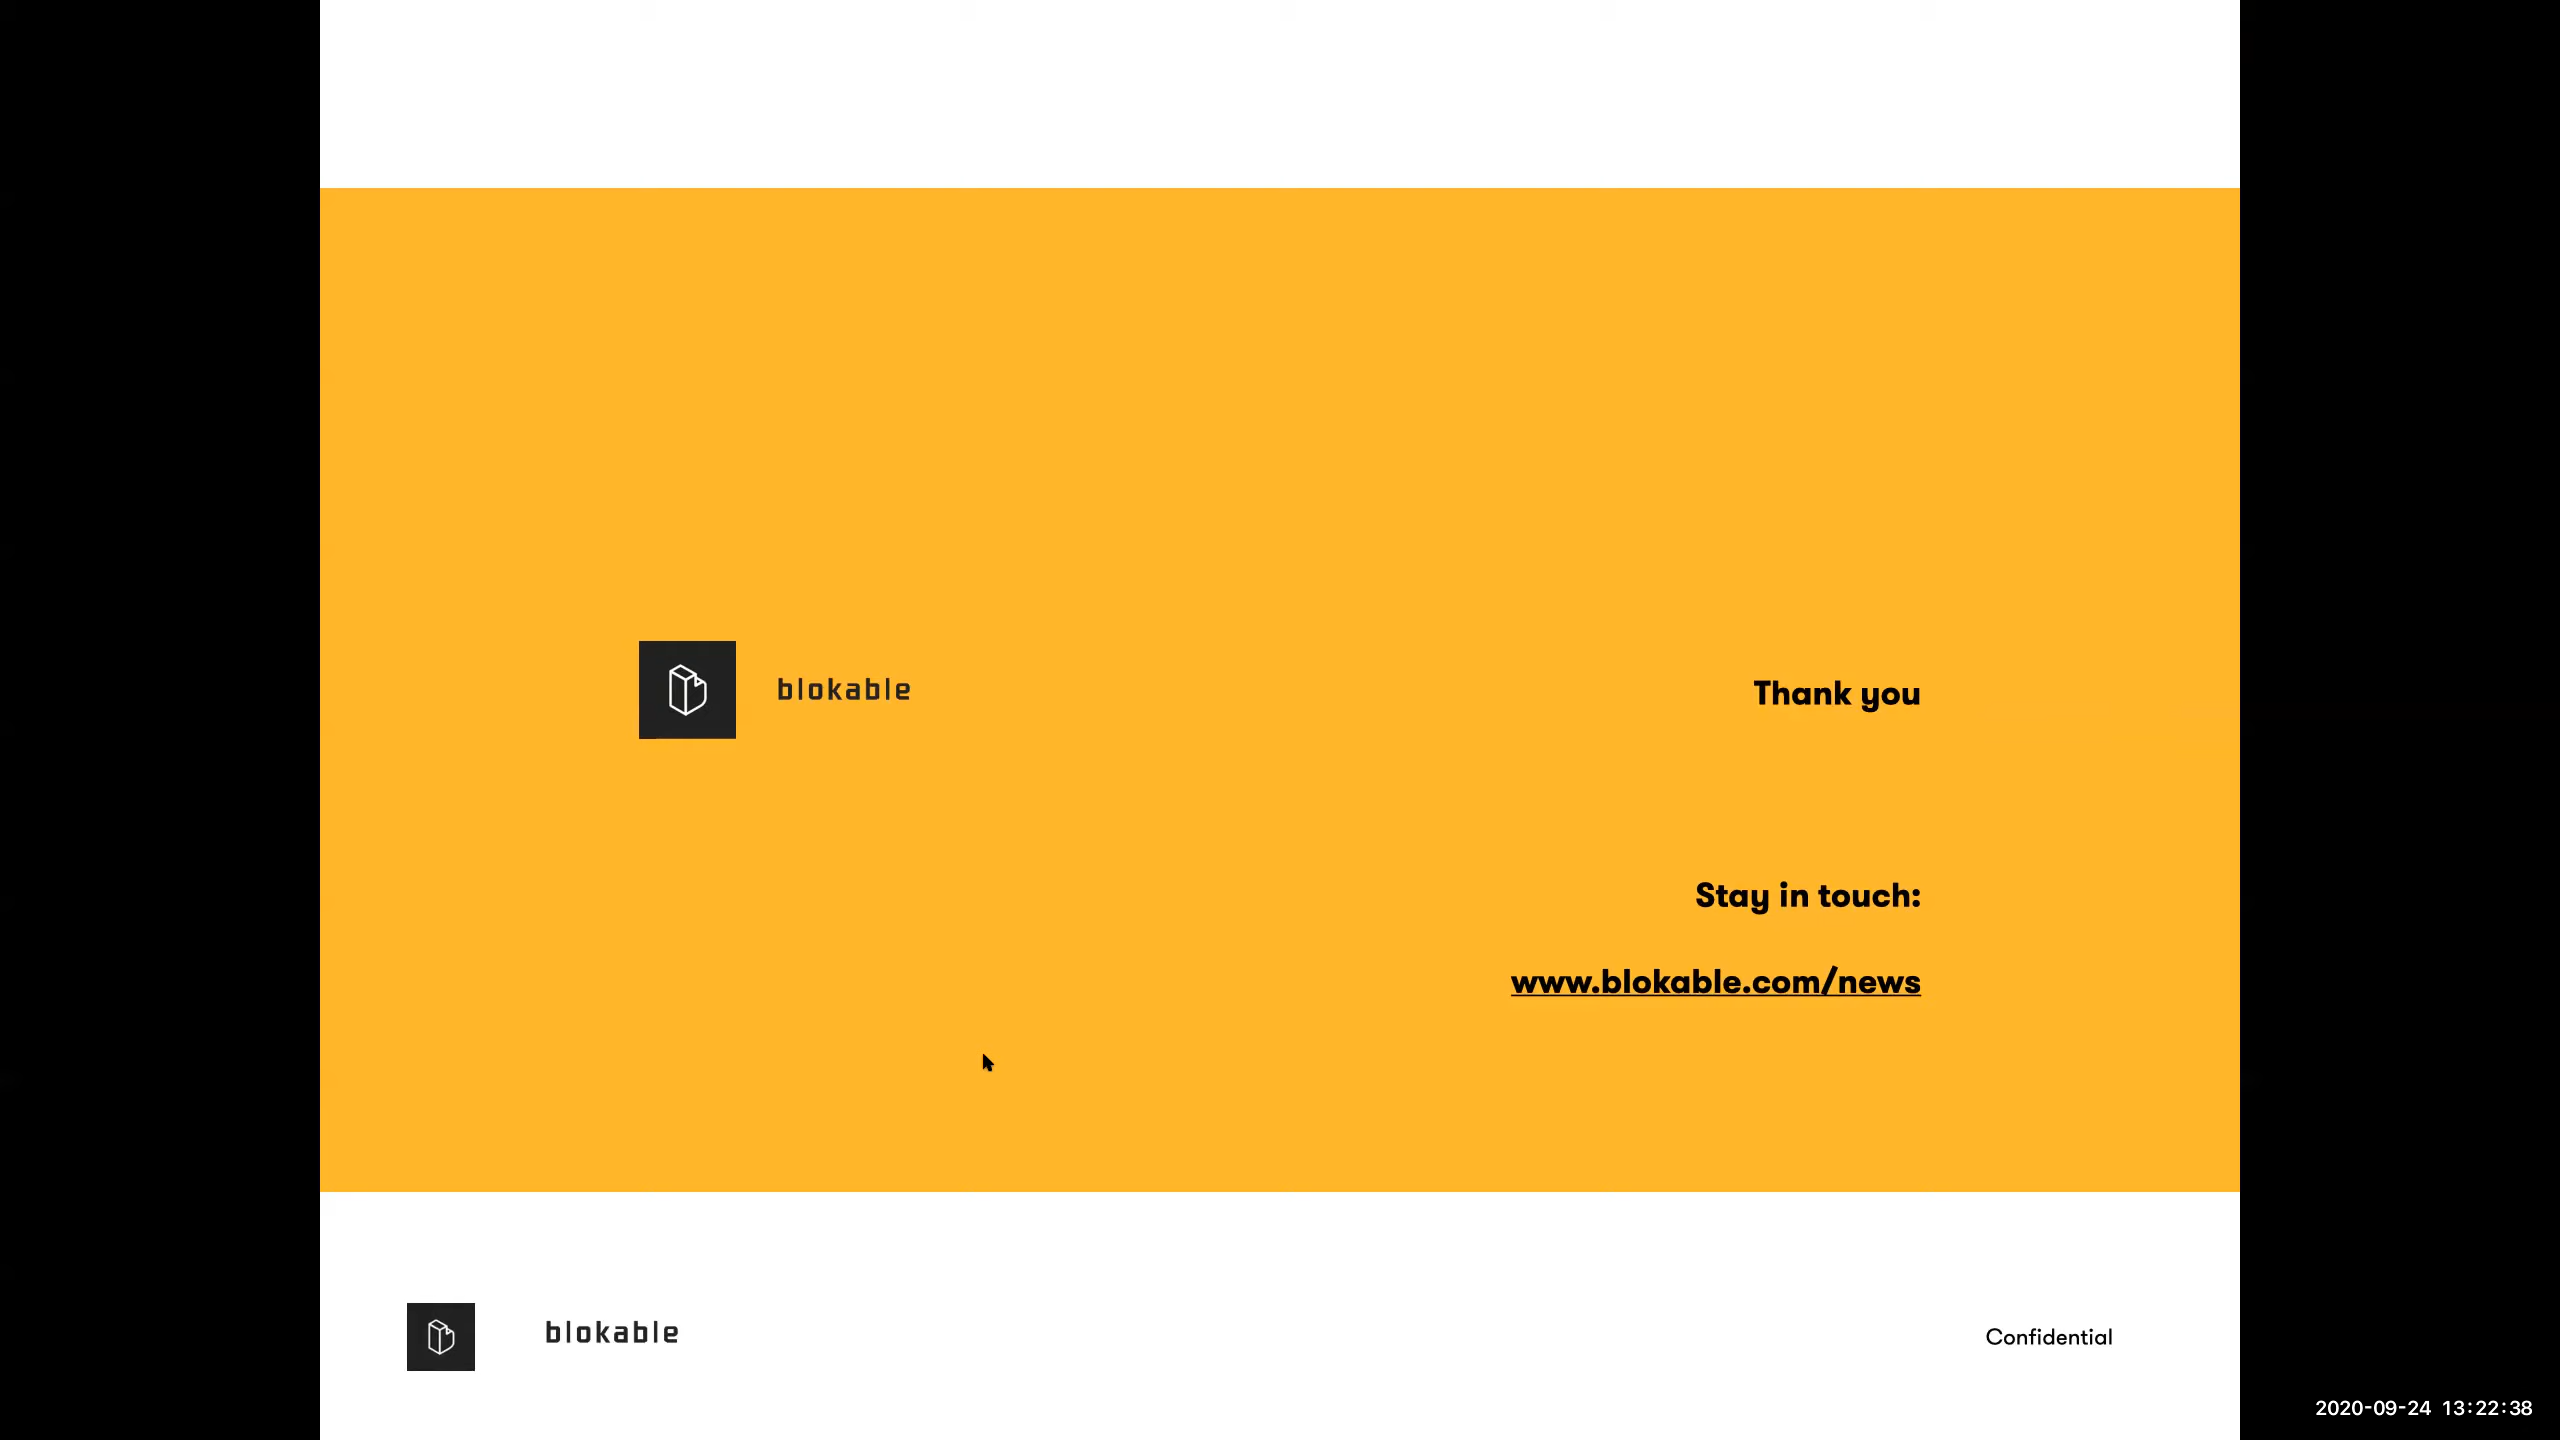 blokable
Thank you
Stay in touch:
www.blokable.com/news
blokable
Confidential
2020-09-24 13:22:38